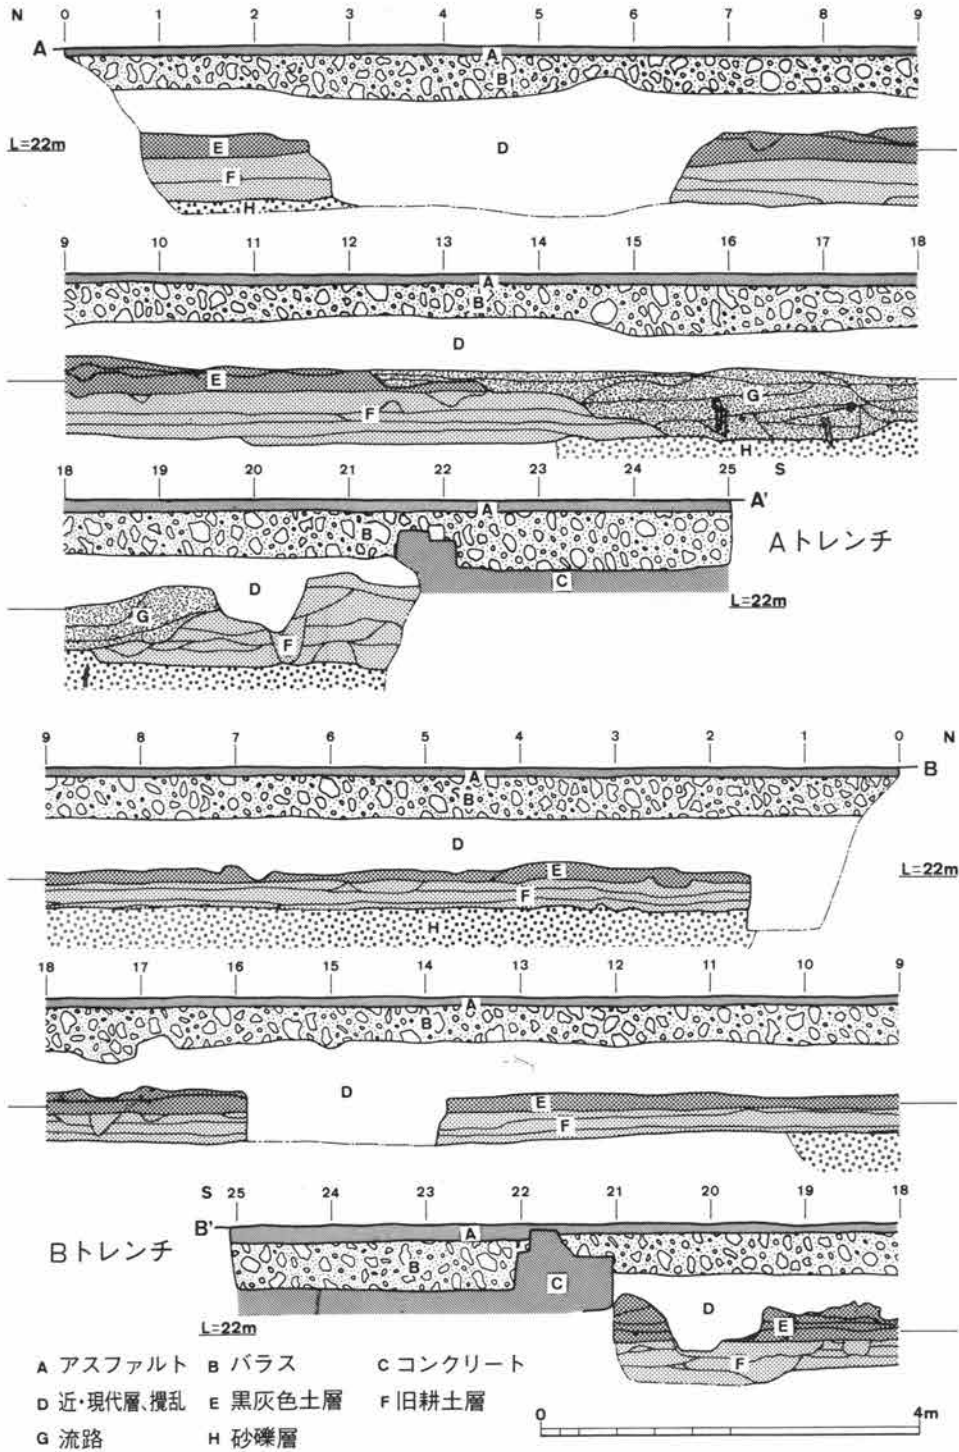 N 0 1 2 3 4 5 6 7 8 9
A
A
B
L=22m
E
D
F
H
9 10 11 12 13 14 15 16 17 18
A
B
D
E
G
F
H
18 19 20 21 22 23 24 25 S
A A'
B
Aトレンチ
D
C
L=22m
G
F
9 8 7 6 5 4 3 2 1 0 N
A B
B
D
E
L=22m
F
H
18 17 16 15 14 13 12 11 10 9
A
B
D
E
F
S 25 24 23 22 21 20 19 18
B' A
Bトレンチ
B
C
D
E
L=22m
F
A アスファルト B バラス C コンクリート
D 近・現代層、攪乱 E 黒灰色土層 F 旧耕土層
G 流路 H 砂礫層
0 4m